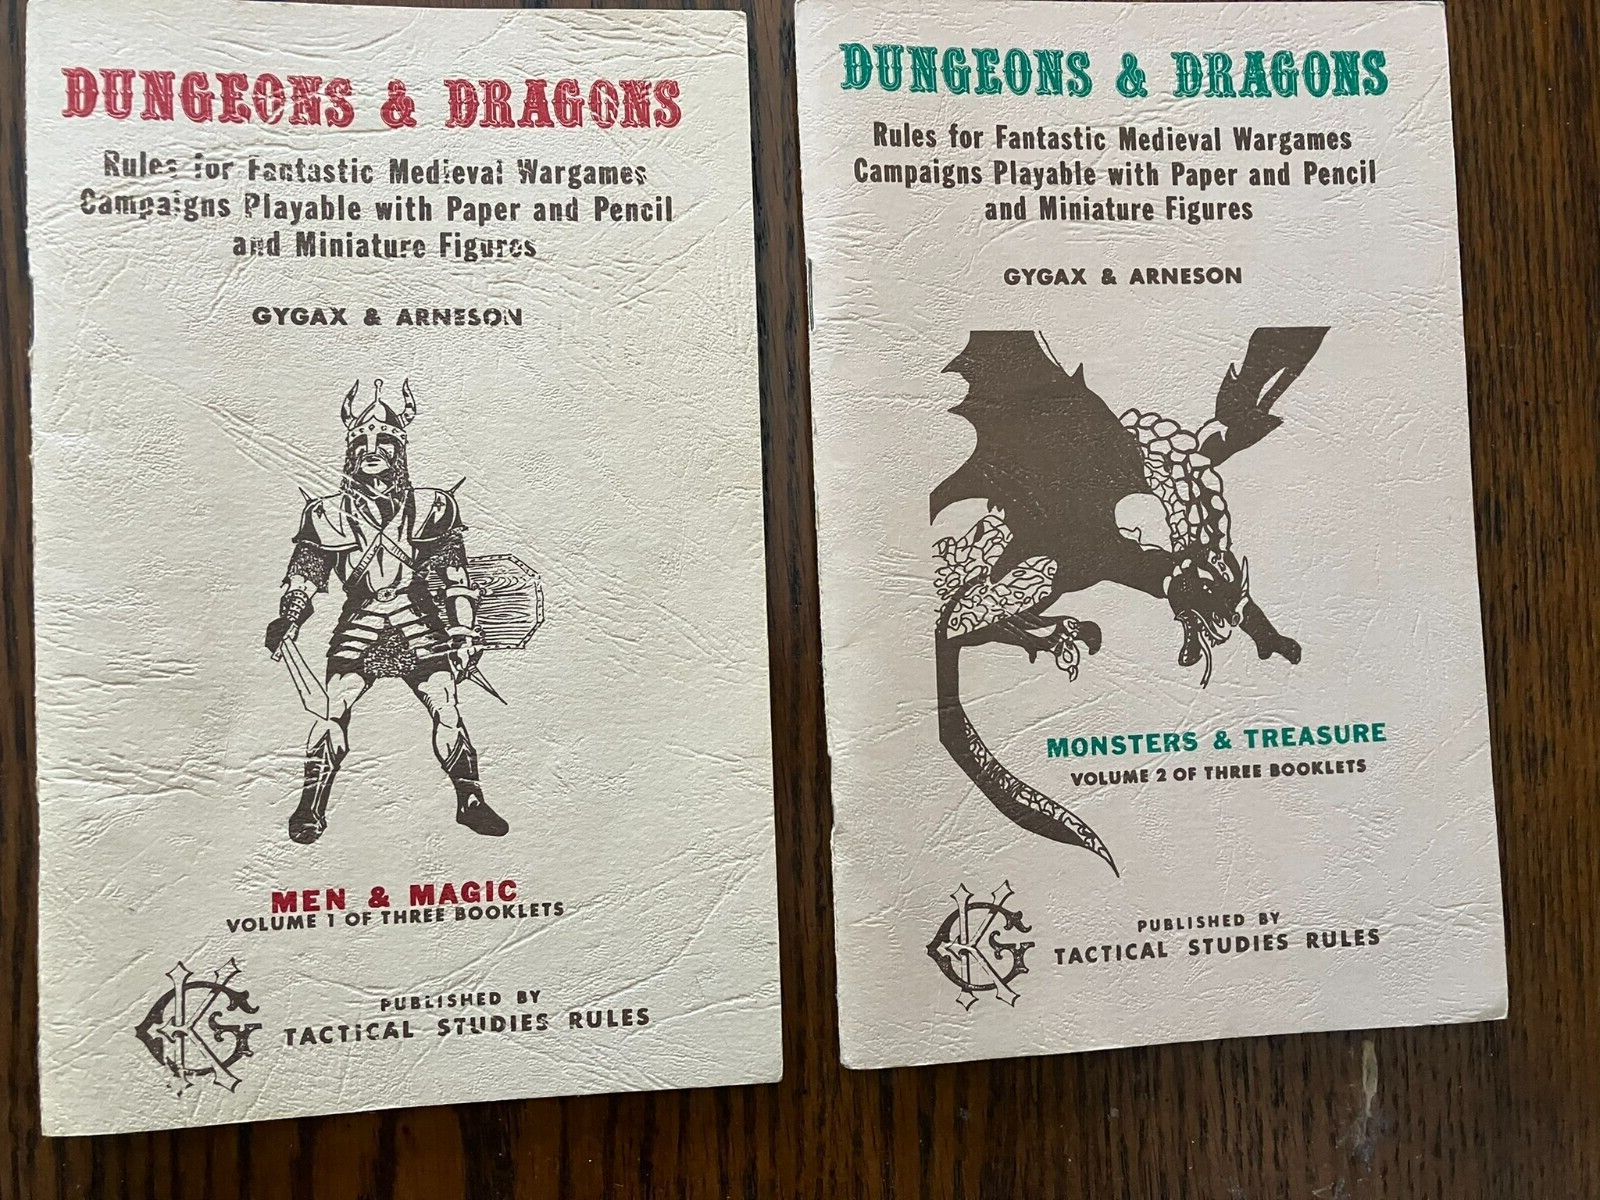 DUNGEONS & DRAGONS
Rules for Fantastic Medieval Wargames
Campaigns Playable with Paper and Pencil
and Miniature Figures
GYGAX & ARNESON
MEN & MAGIC
VOLUME 1 OF THREE BOOKLETS
GK
PUBLISHED BY
TACTICAL STUDIES RULES
DUNGEONS & DRAGONS
Rules for Fantastic Medieval Wargames
Campaigns Playable with Paper and Pencil
and Miniature Figures
GYGAX & ARNESON
MONSTERS & TREASURE
VOLUME 2 OF THREE BOOKLETS
GK
PUBLISHED BY
TACTICAL STUDIES RULES